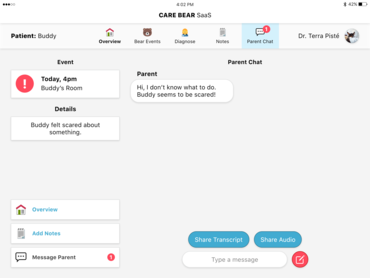 4:02 PM
42%
CARE BEAR SaaS
Patient: Buddy
Overview
Bear Events
Diagnose
Notes
1
Parent Chat
Dr. Terra Pisté
Event
Parent Chat
Today, 4pm
Buddy's Room
Parent
Hi, I don't know what to do.
Buddy seems to be scared!
Details
Buddy felt scared about
something.
Overview
Add Notes
Message Parent
1
Share Transcript
Share Audio
Type a message